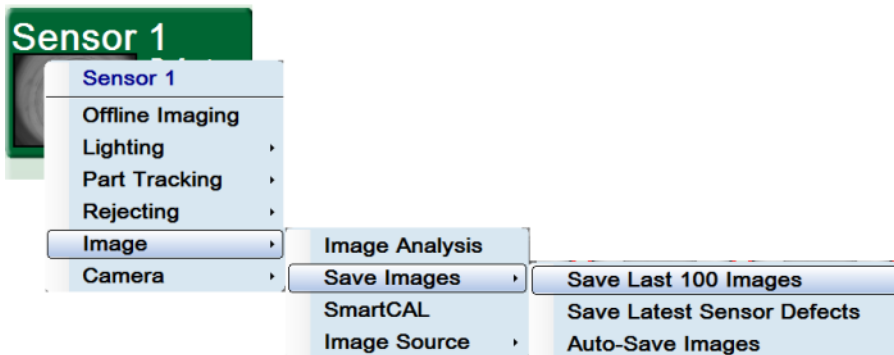 Sensor 1
Sensor 1
Offline Imaging
Lighting
Part Tracking
Rejecting
Image
Camera
Image Analysis
Save Images
SmartCAL
Image Source
Save Last 100 Images
Save Latest Sensor Defects
Auto-Save Images